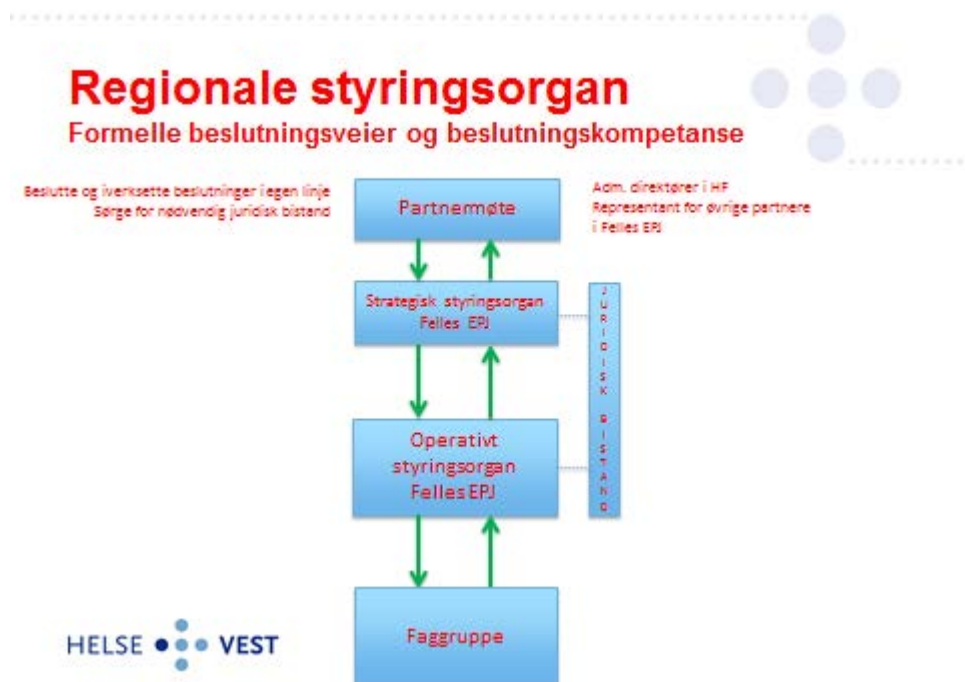 Regionale styringsorgan
Formelle beslutningsveier og beslutningskompetanse
Beslutte og iverksette beslutninger i egen linje
Sørge for nødvendig juridisk bistand
Partnermøte
Adm. direktører i HF
Representant for øvrige partnere
i Felles EPJ
Strategisk styringsorgan
Felles EPJ
JURIDISK BISTAND
Operativt
styringsorgan
Felles EPJ
Faggruppe
HELSE VEST